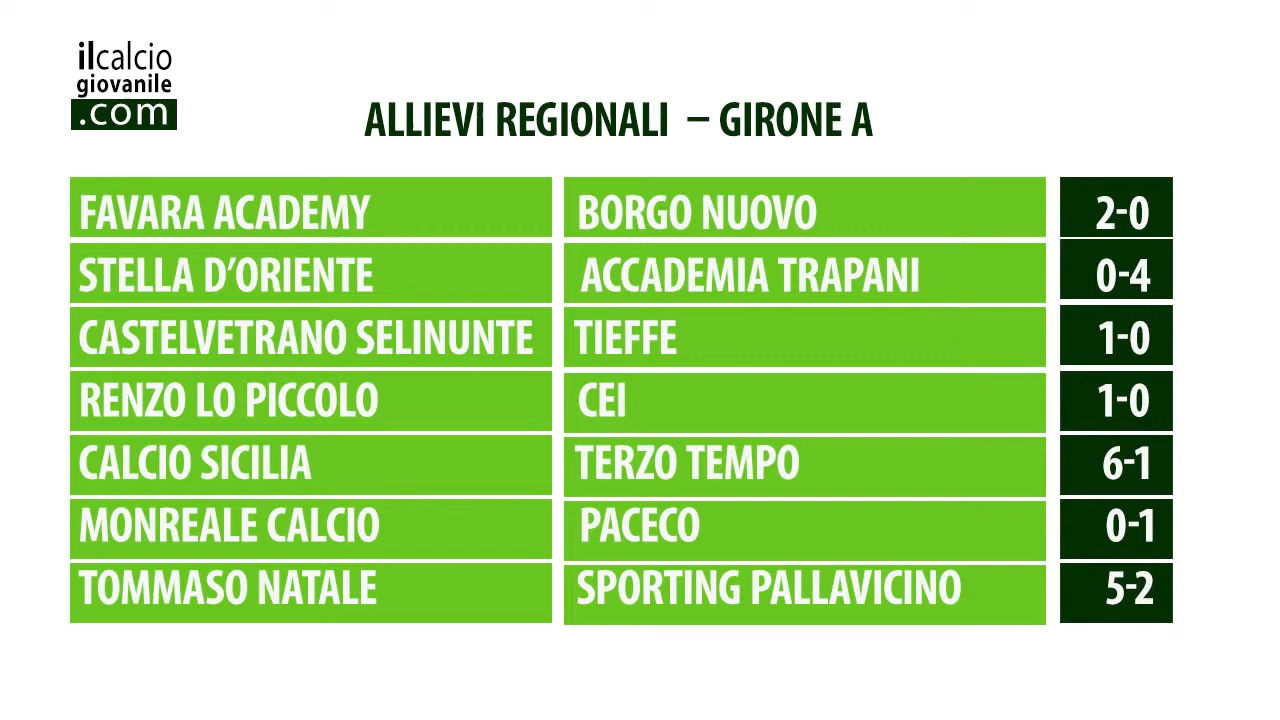 ilcalcio
giovanile
.com
ALLIEVI REGIONALI – GIRONE A
FAVARA ACADEMY BORGO NUOVO 2-0
STELLA D’ORIENTE ACCADEMIA TRAPANI 0-4
CASTELVETRANO SELINUNTE TIEFFE 1-0
RENZO LO PICCOLO CEI 1-0
CALCIO SICILIA TERZO TEMPO 6-1
MONREALE CALCIO PACECO 0-1
TOMMASO NATALE SPORTING PALLAVICINO 5-2